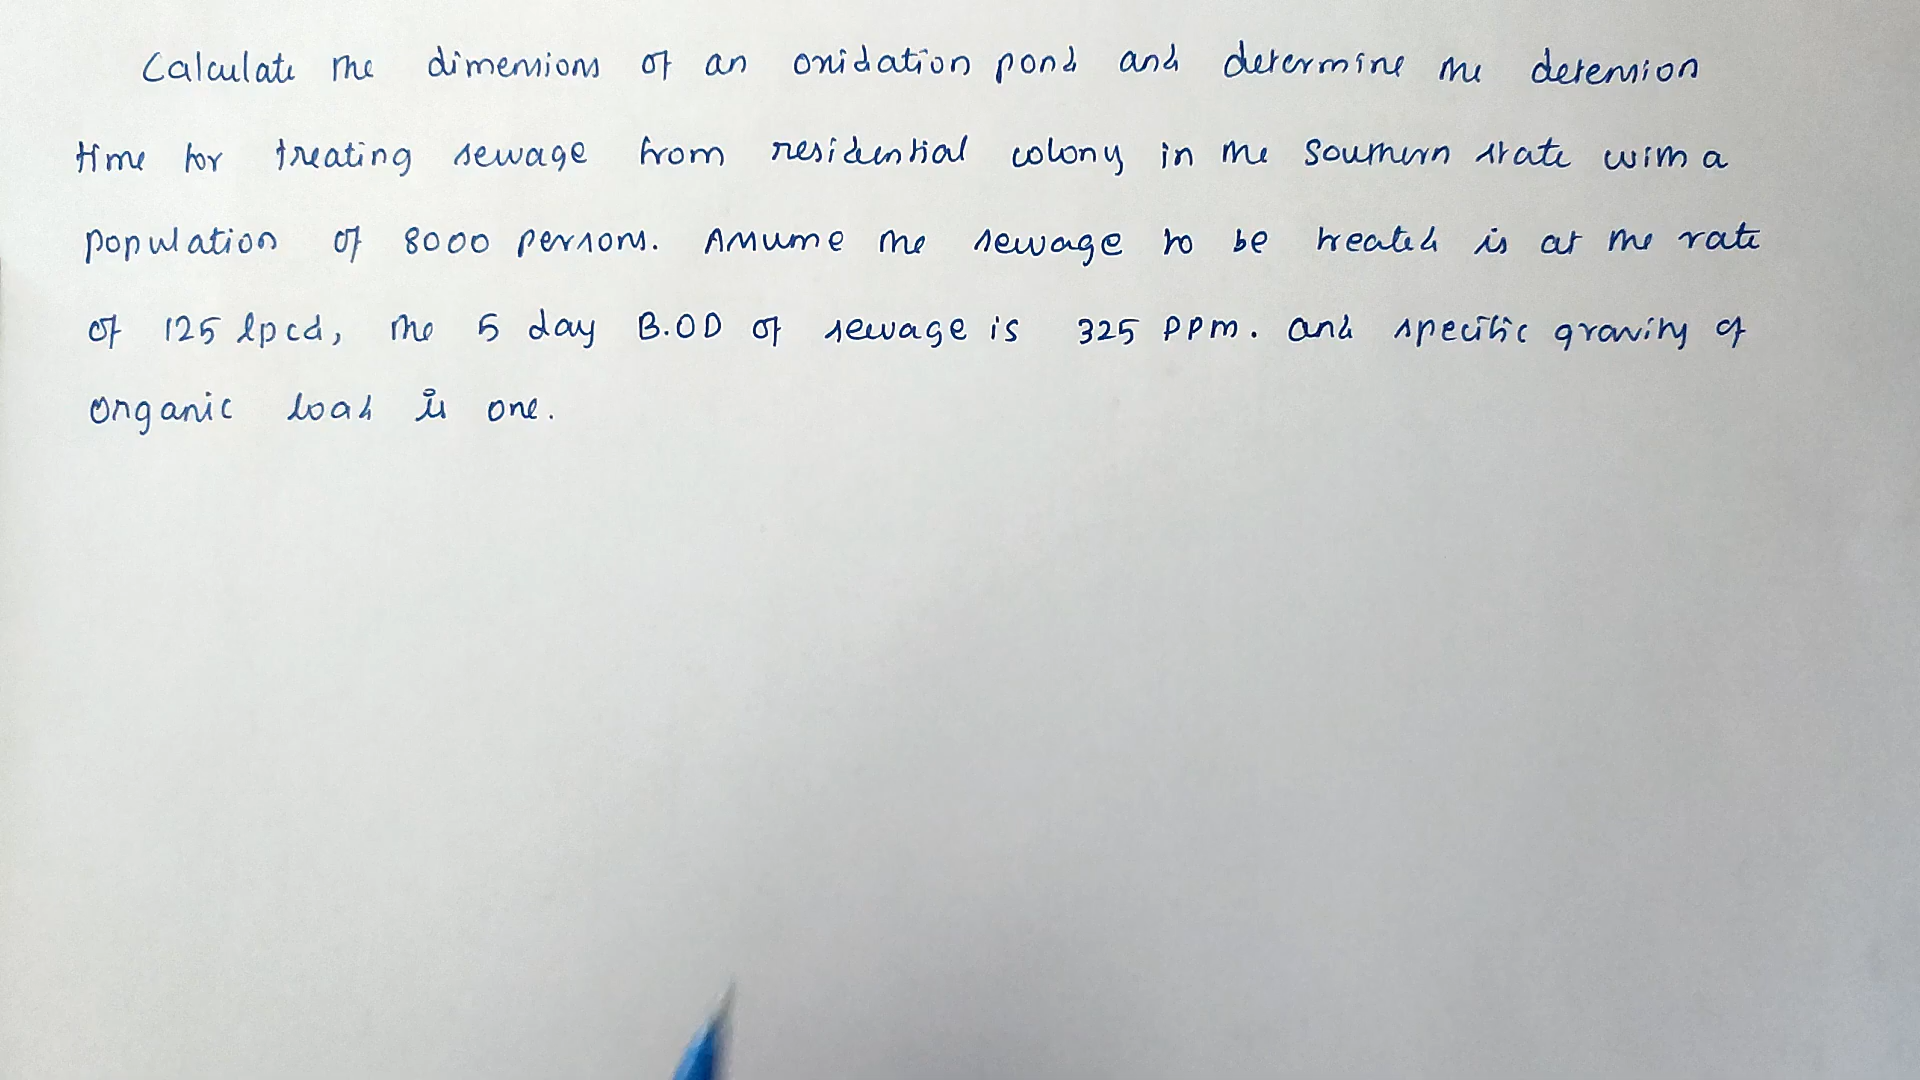 Calculate the dimensions of an oxidation pond and determine the detension
time for treating sewage from residential colony in the Southern state with a
population of 8000 persons. Assume the sewage to be treated is at the rate
of 125 lpcd, the 5 day B.OD of sewage is 325 PPm. and specific gravity of
organic load is one.